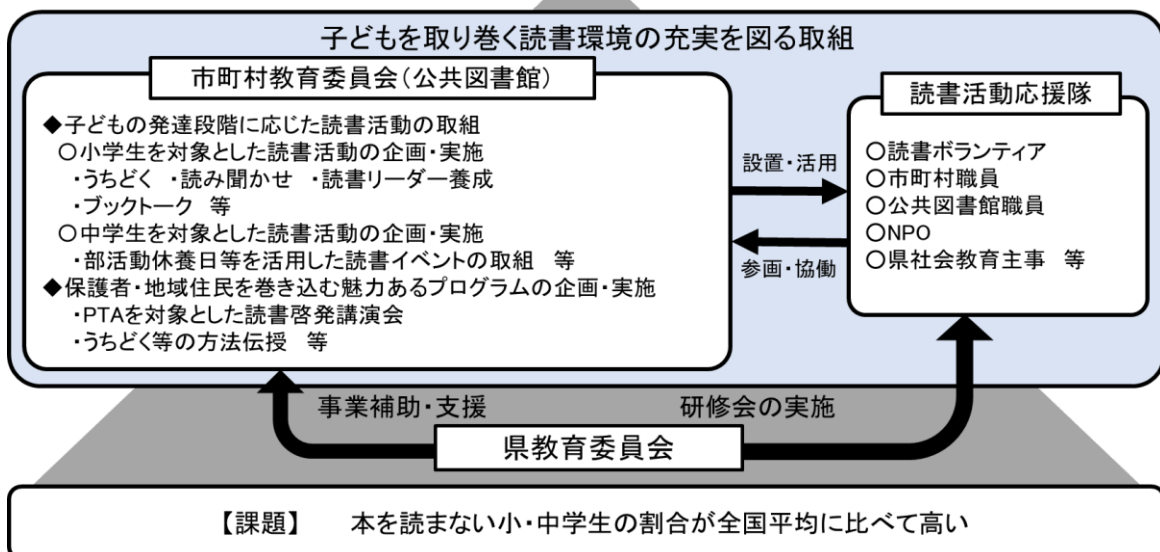 子どもを取り巻く読書環境の充実を図る取組
市町村教育委員会(公共図書館)
◆子どもの発達段階に応じた読書活動の取組
○小学生を対象とした読書活動の企画・実施
・うちどく ・読み聞かせ ・読書リーダー養成
・ブックトーク 等
○中学生を対象とした読書活動の企画・実施
・部活動休養日等を活用した読書イベントの取組 等
◆保護者・地域住民を巻き込む魅力あるプログラムの企画・実施
・PTAを対象とした読書啓発講演会
・うちどく等の方法伝授 等
設置・活用
参画・協働
読書活動応援隊
○読書ボランティア
○市町村職員
○公共図書館職員
○NPO
○県社会教育主事 等
事業補助・支援
研修会の実施
県教育委員会
【課題】 本を読まない小・中学生の割合が全国平均に比べて高い